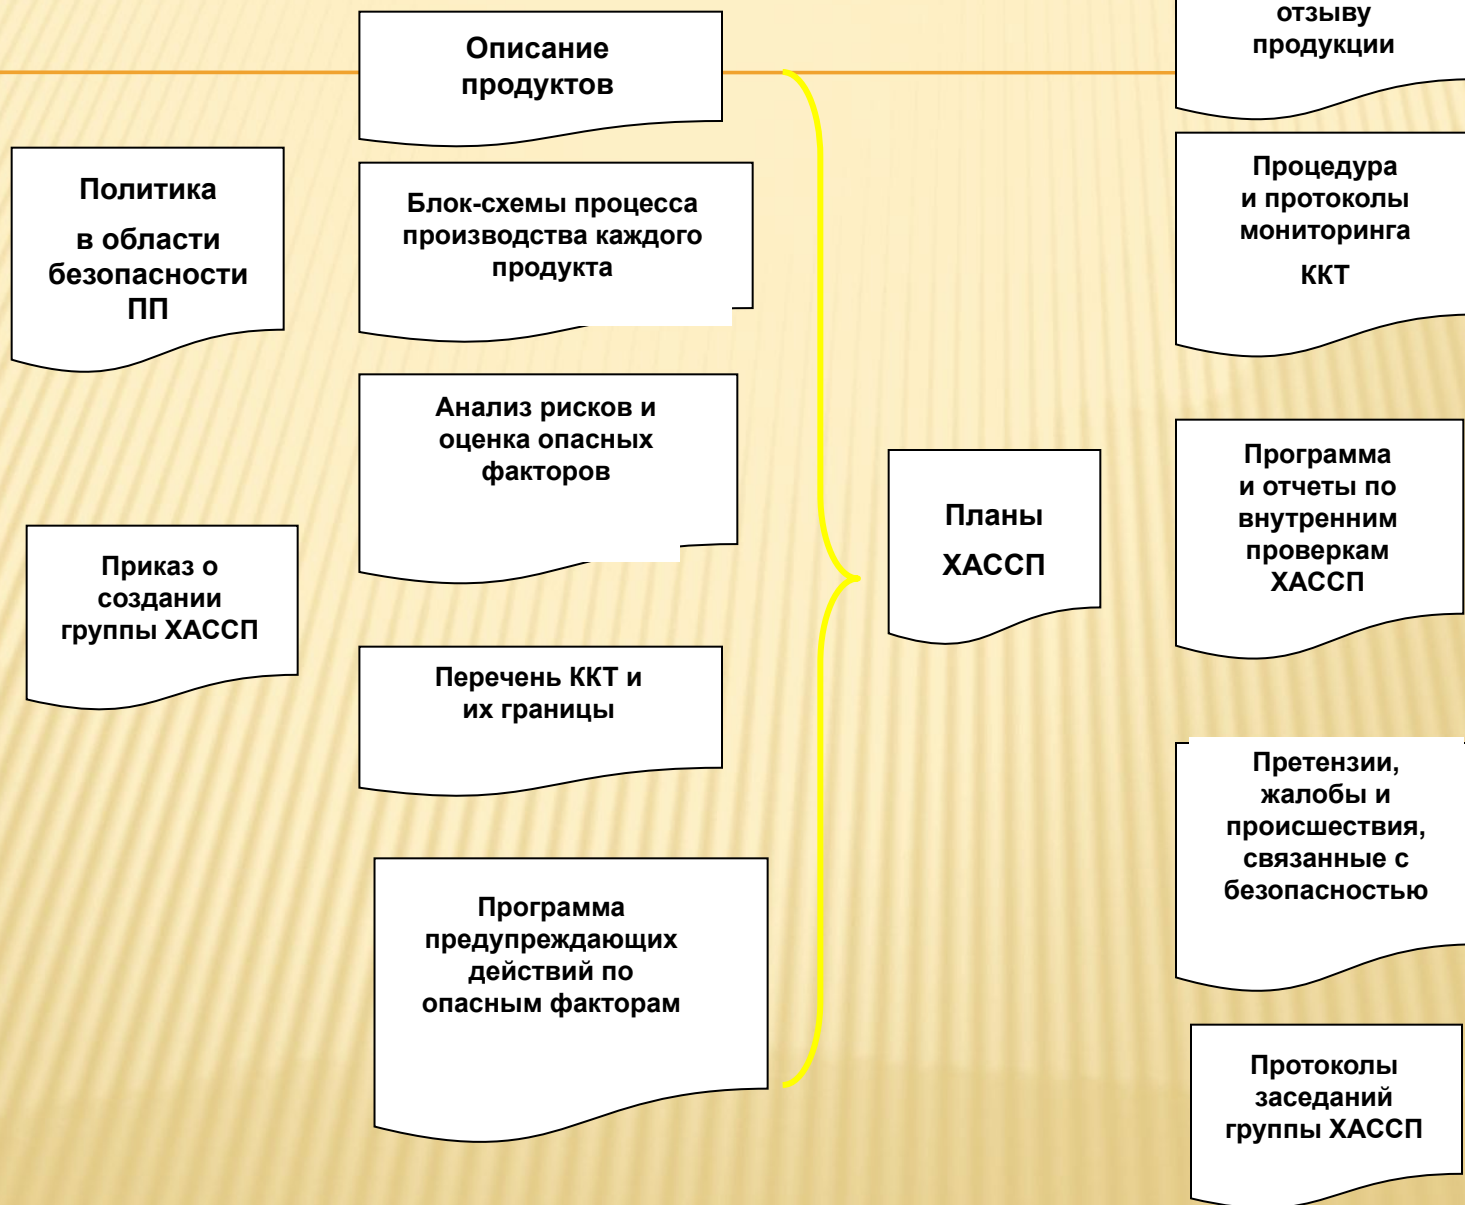 Политика
в области
безопасности
ПП
Приказ о
создании
группы ХАССП
Описание
продуктов
Блок-схемы процесса
производства каждого
продукта
Анализ рисков и
оценка опасных
факторов
Перечень ККТ и
их границы
Программа
предупреждающих
действий по
опасным факторам
Планы
ХАССП
отзыву
продукции
Процедура
и протоколы
мониторинга
ККТ
Программа
и отчеты по
внутренним
проверкам
ХАССП
Претензии,
жалобы и
происшествия,
связанные с
безопасностью
Протоколы
заседаний
группы ХАССП